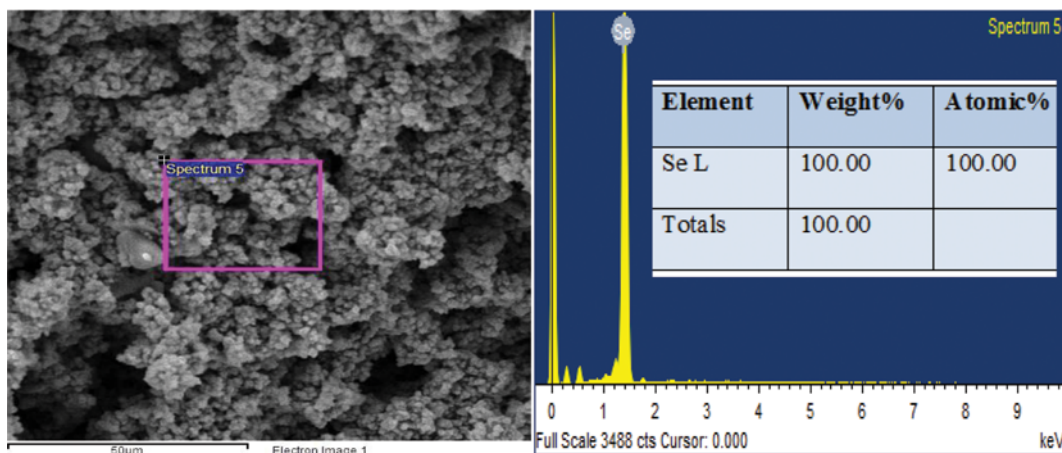 Spectrum 5
50µm
Electron Image 1
Spectrum 5
Se
Element Weight% Atomic%
Se L 100.00 100.00
Totals 100.00
0 1 2 3 4 5 6 7 8 9
Full Scale 3488 cts Cursor: 0.000 keV